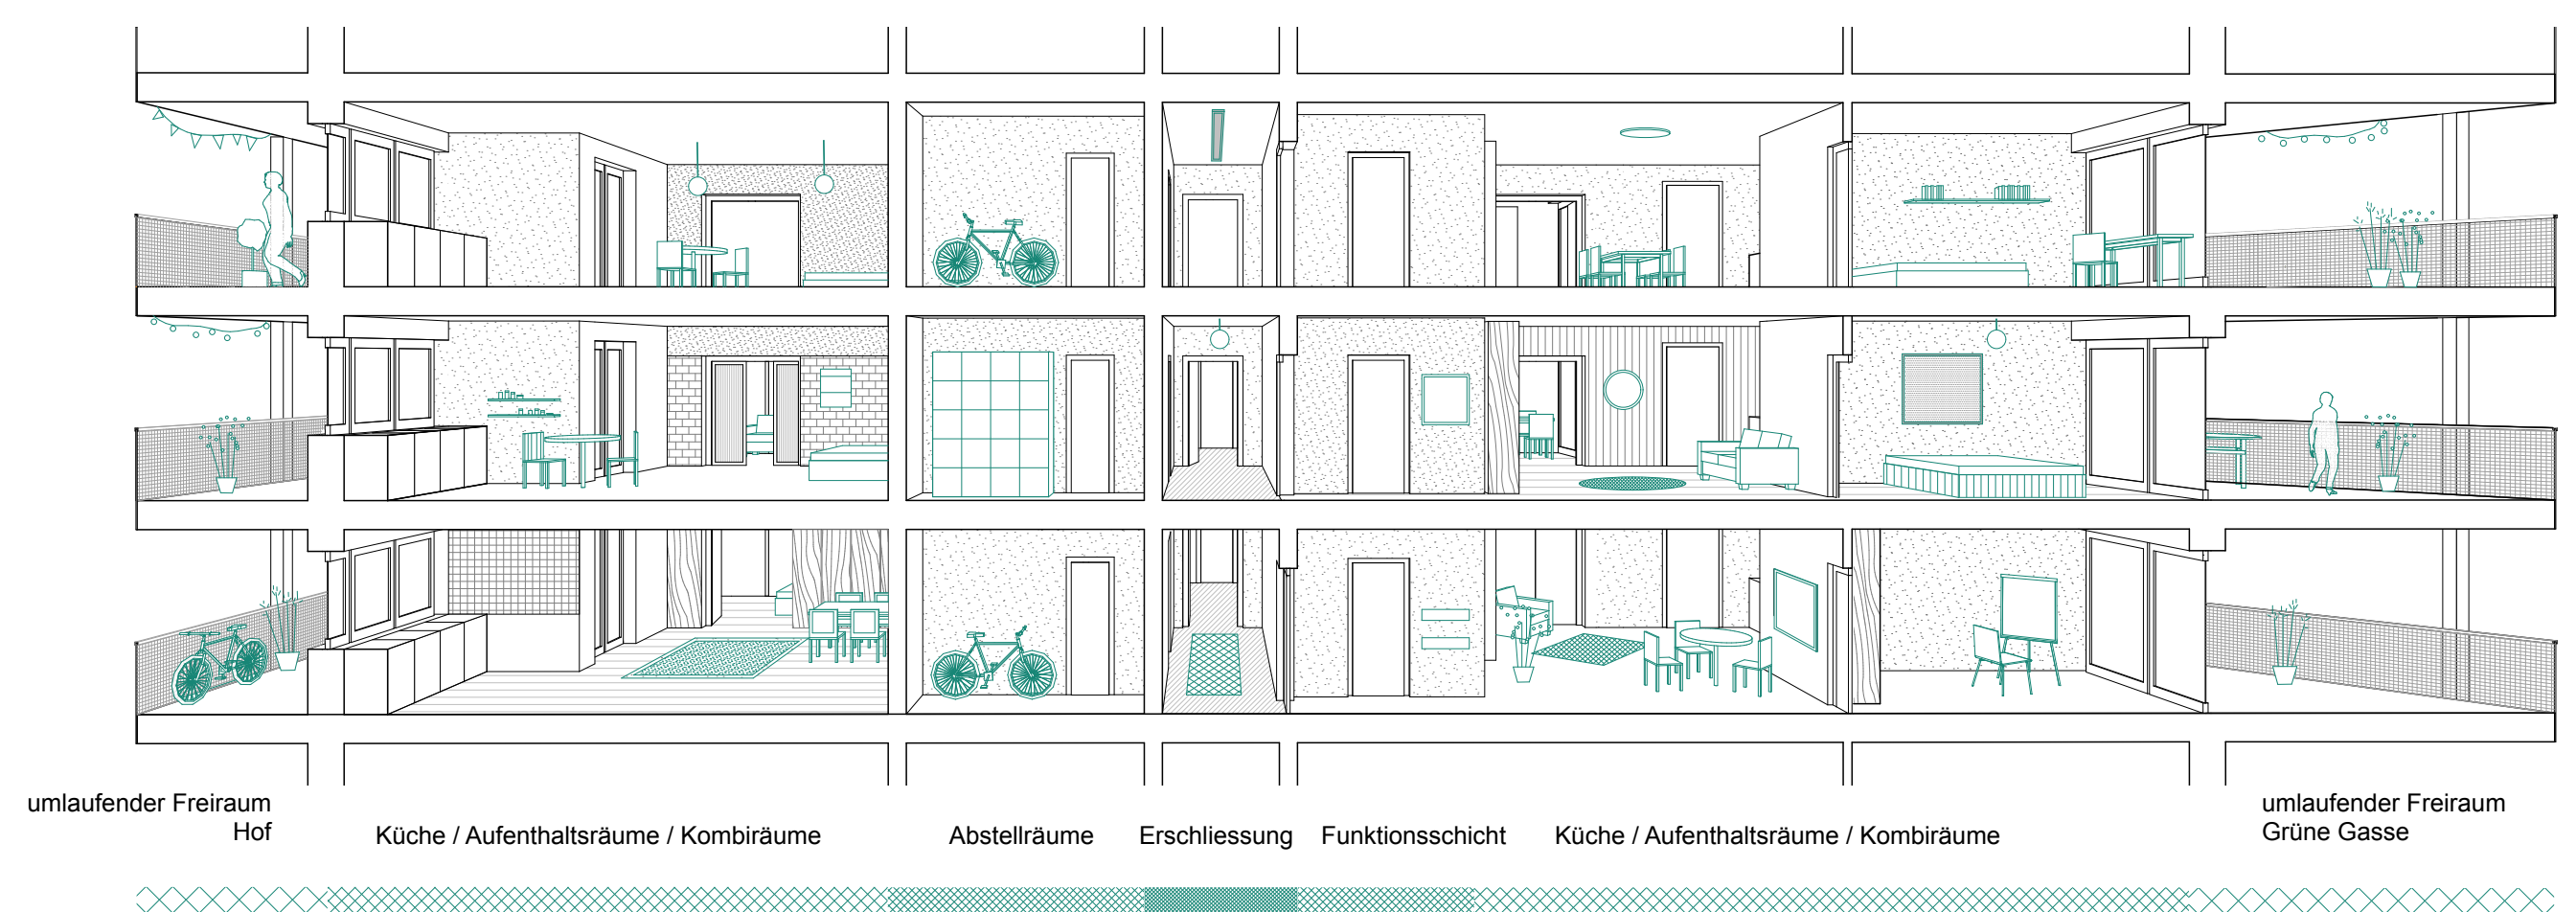 umlaufender Freiraum
Hof
Küche / Aufenthaltsräume / Kombiräume
Abstellräume
Erschliessung
Funktionsschicht
Küche / Aufenthaltsräume / Kombiräume
umlaufender Freiraum
Grüne Gasse